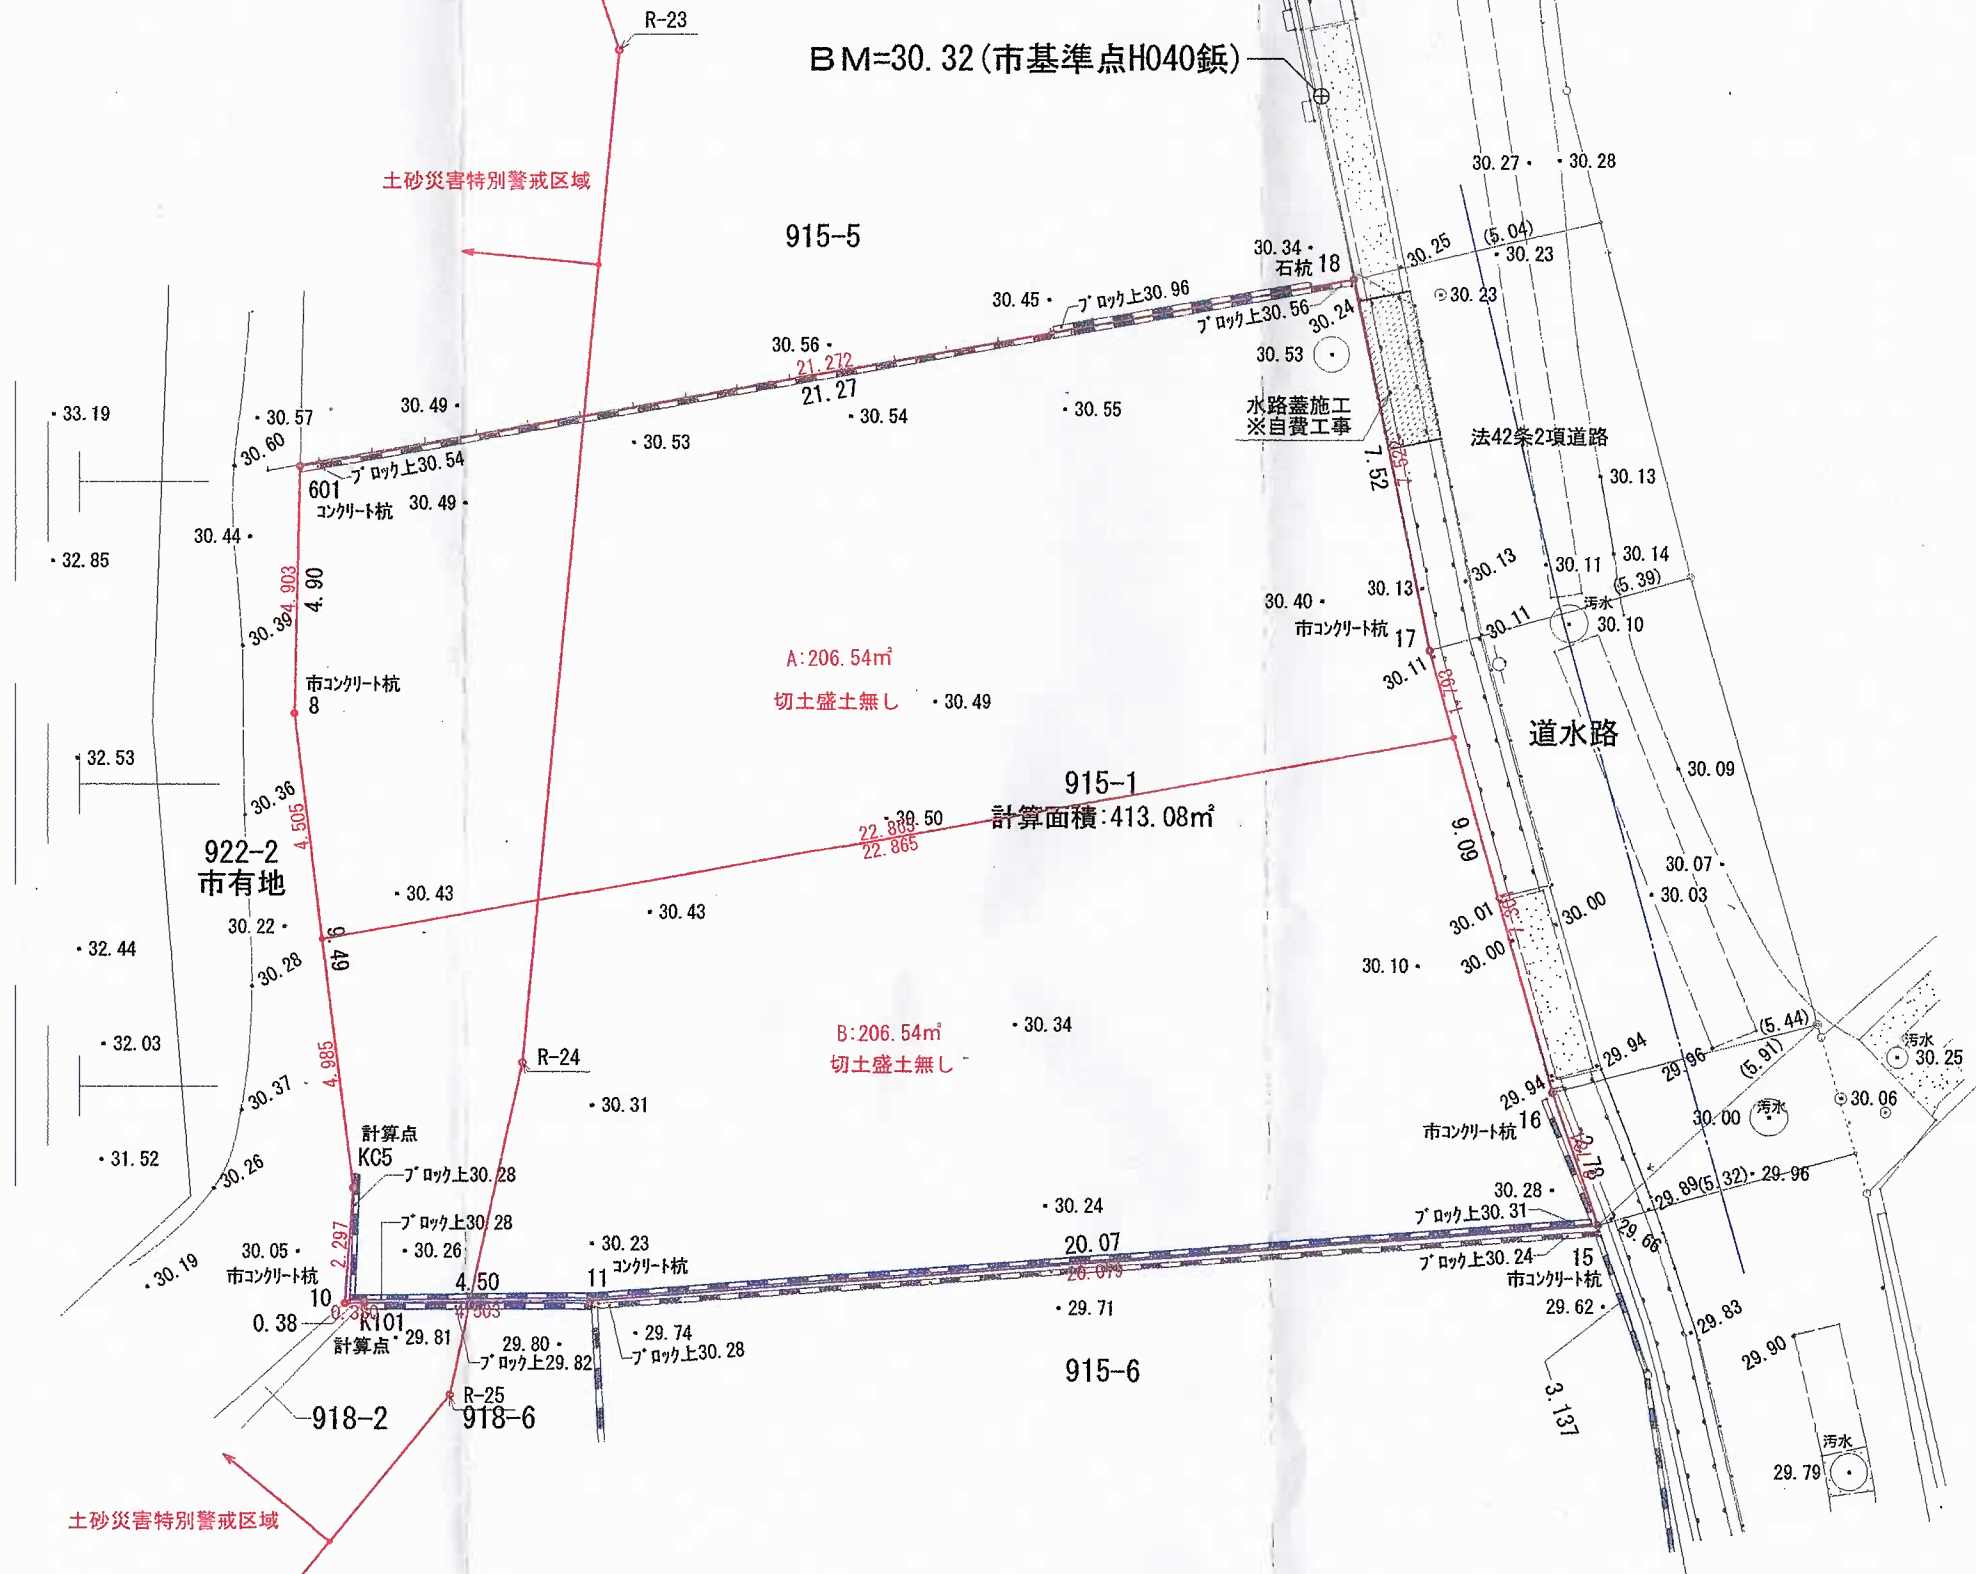 R-23
BM=30.32(市基準点H040鋲)
土砂災害特別警戒区域
915-5
30.27
30.28
(5.04)
30.25
30.23
30.23
30.34
石杭 18
30.45
ブロック上30.96
ブロック上30.56
30.24
30.53
30.56
21.272
21.27
30.54
30.55
30.53
水路蓋施工
※自費工事
法42条2項道路
7.52
33.19
30.57
30.49
30.60
ブロック上30.54
601
コンクリート杭
30.49
30.44
32.85
30.13
30.14
30.11
(5.39)
30.13
30.13
汚水
30.10
30.11
4.903
4.90
30.39
30.40
市コンクリート杭
17
30.11
1.793
市コンクリート杭
8
A:206.54㎡
切土盛土無し
30.49
道水路
32.53
30.36
4.505
30.09
915-1
計算面積:413.08㎡
30.50
22.865
9.09
922-2
市有地
30.43
30.43
30.07
30.03
30.22
9.49
30.28
32.44
30.01
30.00
30.00
30.10
32.03
4.985
30.37
B:206.54㎡
切土盛土無し
30.34
R-24
30.31
29.94
29.96
(5.44)
(5.91)
汚水
30.25
30.06
汚水
30.00
29.94
市コンクリート杭
16
2.78
31.52
30.26
計算点
KC5
ブロック上30.28
ブロック上30.28
30.26
30.28
ブロック上30.31
29.89
(5.32)
29.96
30.24
20.07
20.079
30.23
コンクリート杭
11
4.50
4.503
2.297
30.05
市コンクリート杭
10
30.19
0.38
K101
計算点
29.81
29.80
ブロック上29.82
29.74
ブロック上30.28
29.71
29.66
ブロック上30.24
15
市コンクリート杭
29.62
29.83
29.90
3.137
915-6
R-25
918-6
918-2
汚水
29.79
土砂災害特別警戒区域